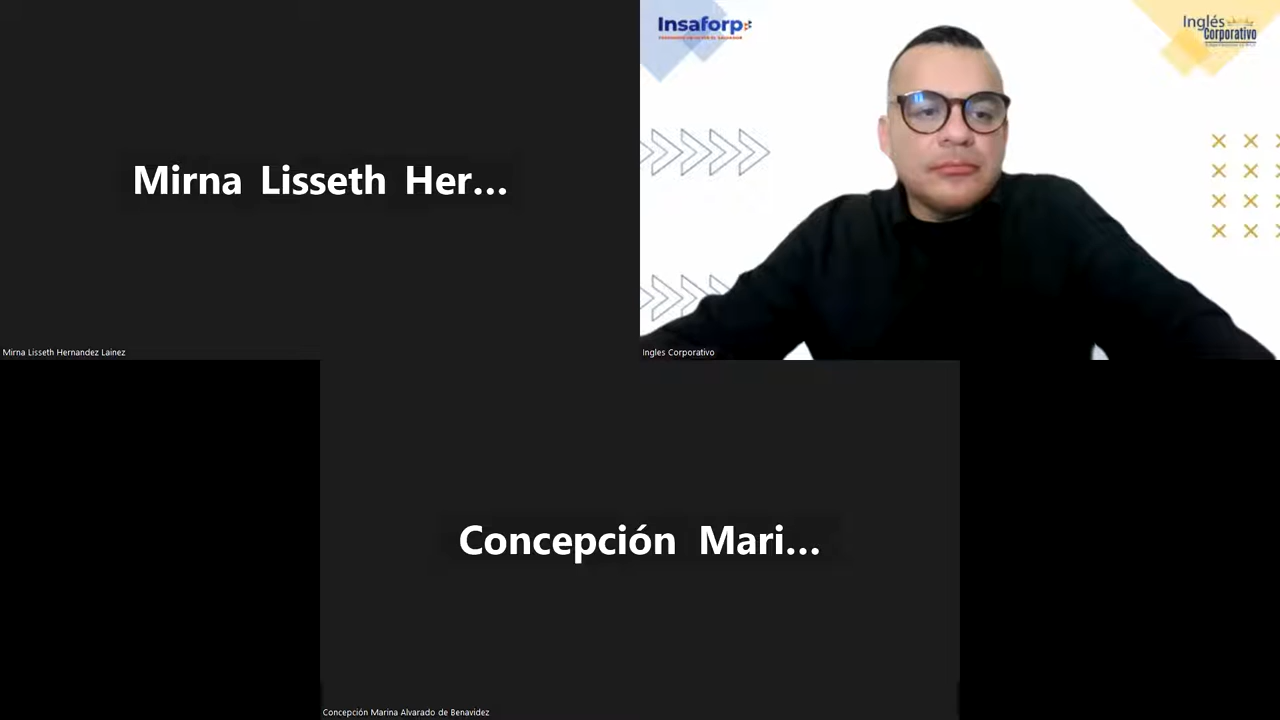 Mirna Lisseth Her...
Mirna Lisseth Hernandez Lainez
Insaforp
Inglés
Corporativo
Ingles Corporativo
Concepción Mari...
Concepción Marina Alvarado de Benavidez